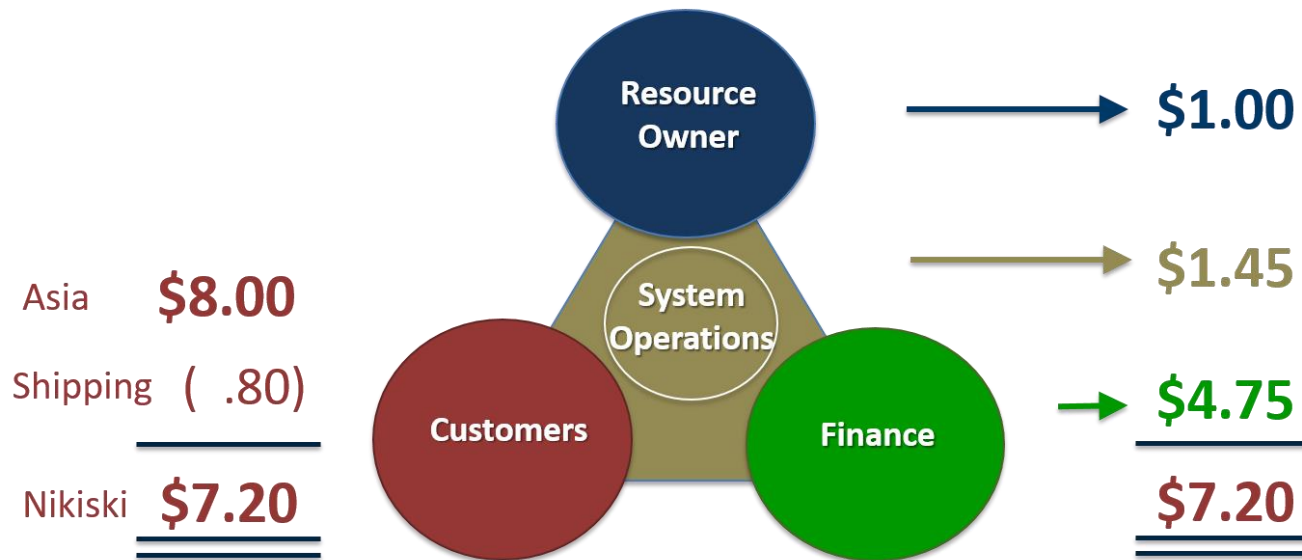 Resource
Owner
$1.00
System
Operations
$1.45
Asia $8.00
Shipping ( .80)
Customers
Finance
$4.75
Nikiski $7.20
$7.20